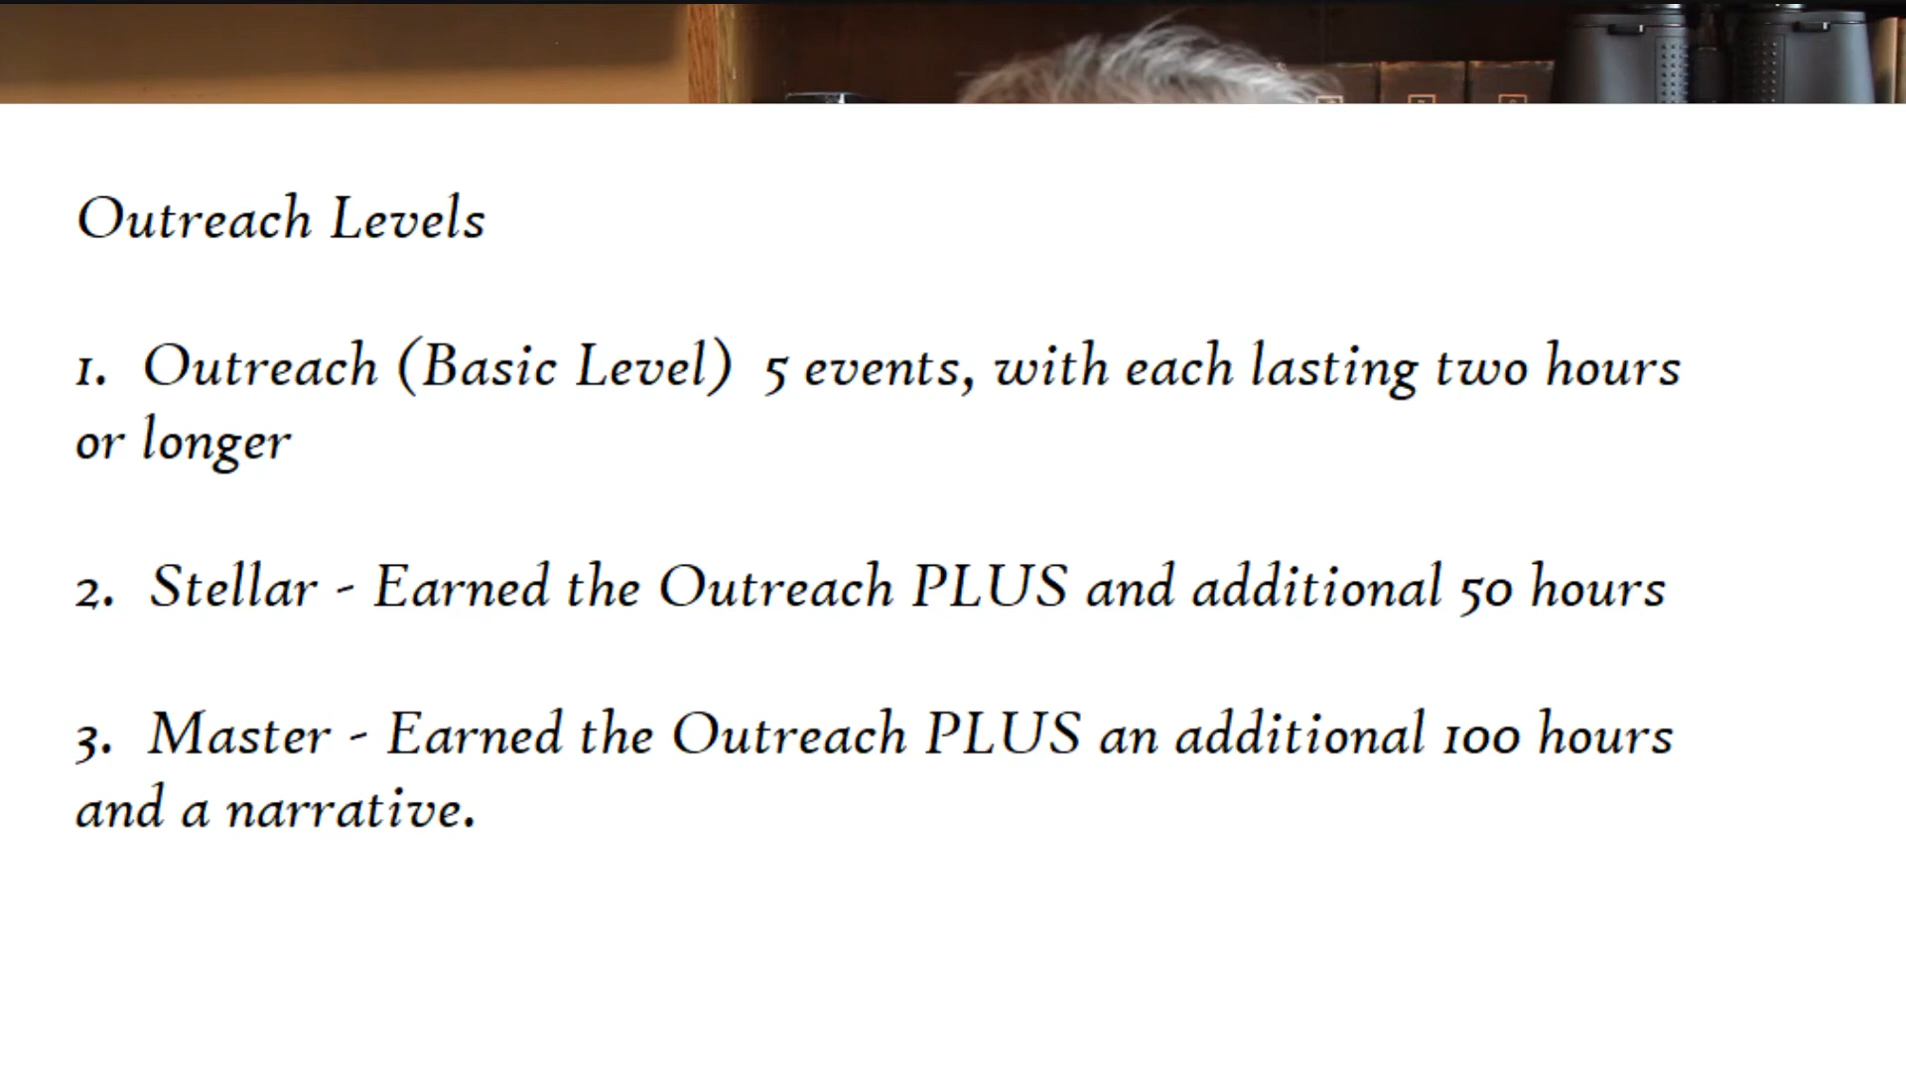 Outreach Levels
1. Outreach (Basic Level) 5 events, with each lasting two hours
or longer
2. Stellar - Earned the Outreach PLUS and additional 50 hours
3. Master - Earned the Outreach PLUS an additional 100 hours
and a narrative.